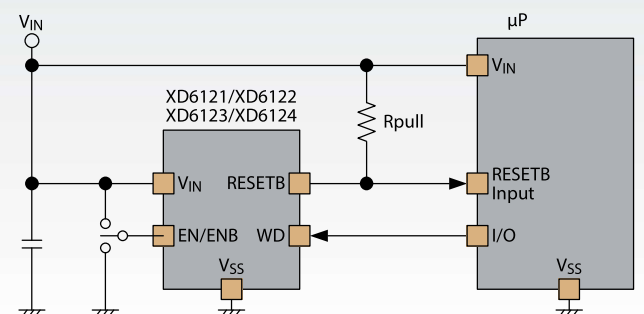 VIN
µP
VIN
XD6121/XD6122
XD6123/XD6124
Rpull
VIN
RESETB
RESETB
Input
EN/ENB
WD
I/O
VSS
VSS